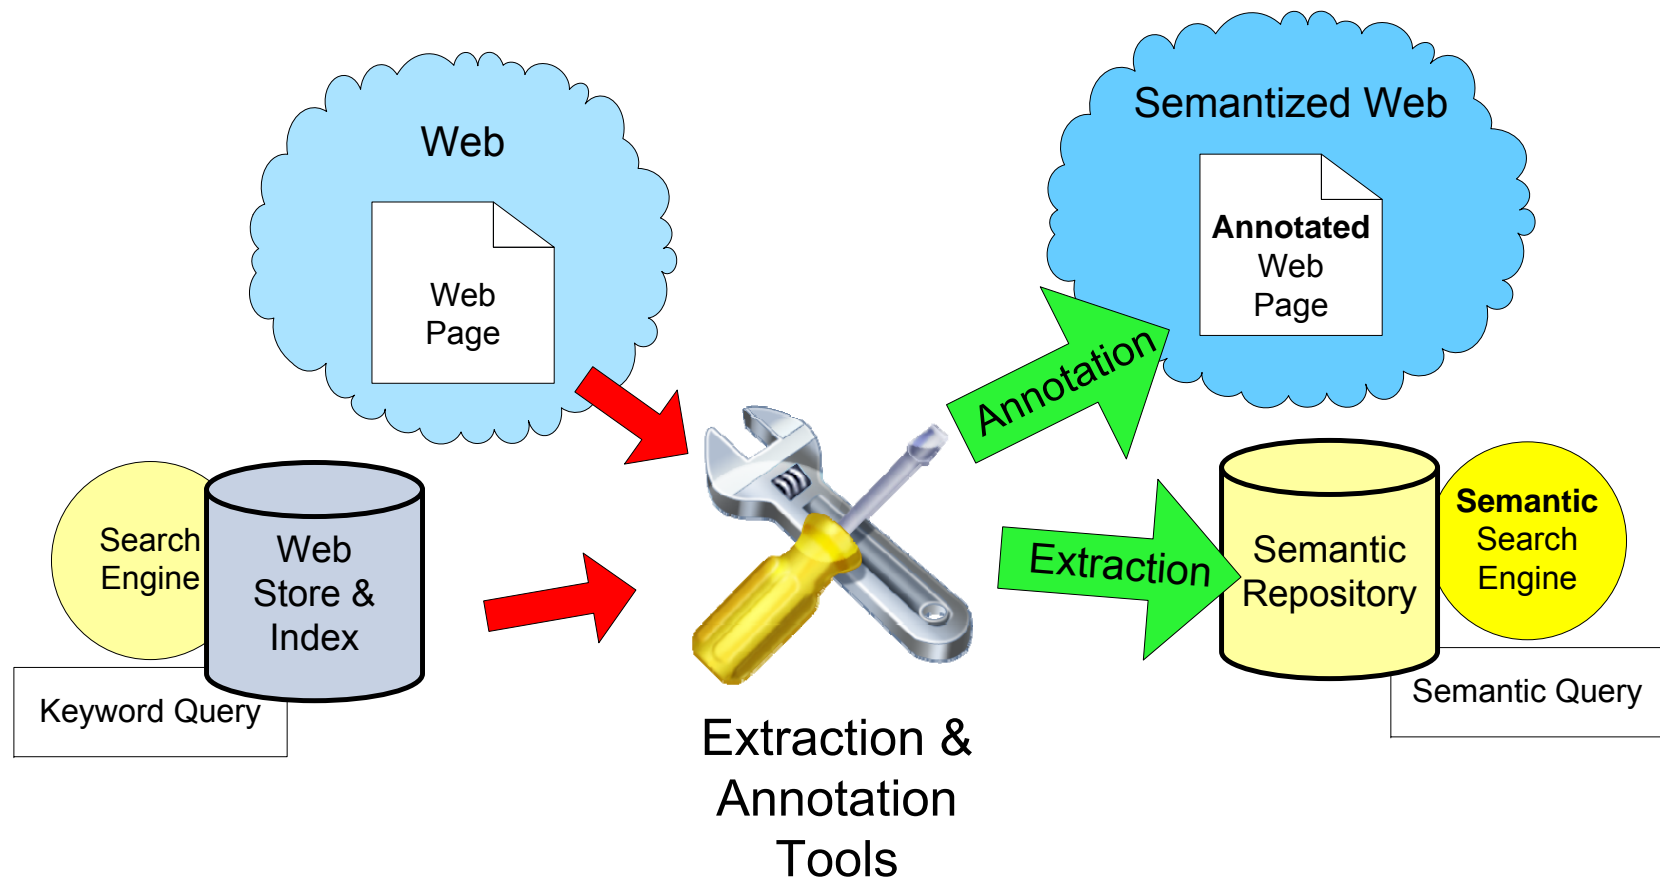 Web
Web
Page
Semantized Web
Annotated
Web
Page
Annotation
Search
Engine
Web
Store &
Index
Keyword Query
Extraction
Semantic
Repository
Semantic
Search
Engine
Semantic Query
Extraction &
Annotation
Tools